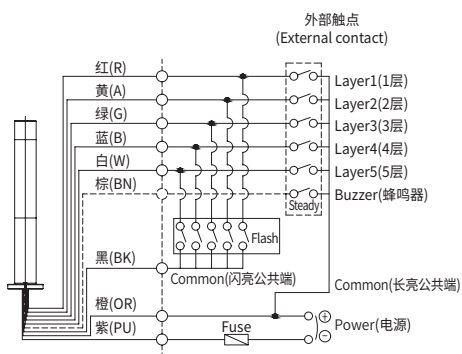 外部触点
(External contact)
红(R)
Layer1(1层)
黄(A)
Layer2(2层)
绿(G)
Layer3(3层)
蓝(B)
Layer4(4层)
白(W)
Layer5(5层)
棕(BN)
Buzzer(蜂鸣器)
Steady
Flash
黑(BK)
Common(闪亮公共端)
Common(长亮公共端)
橙(OR)
紫(PU)
Fuse
+
Power(电源)
−